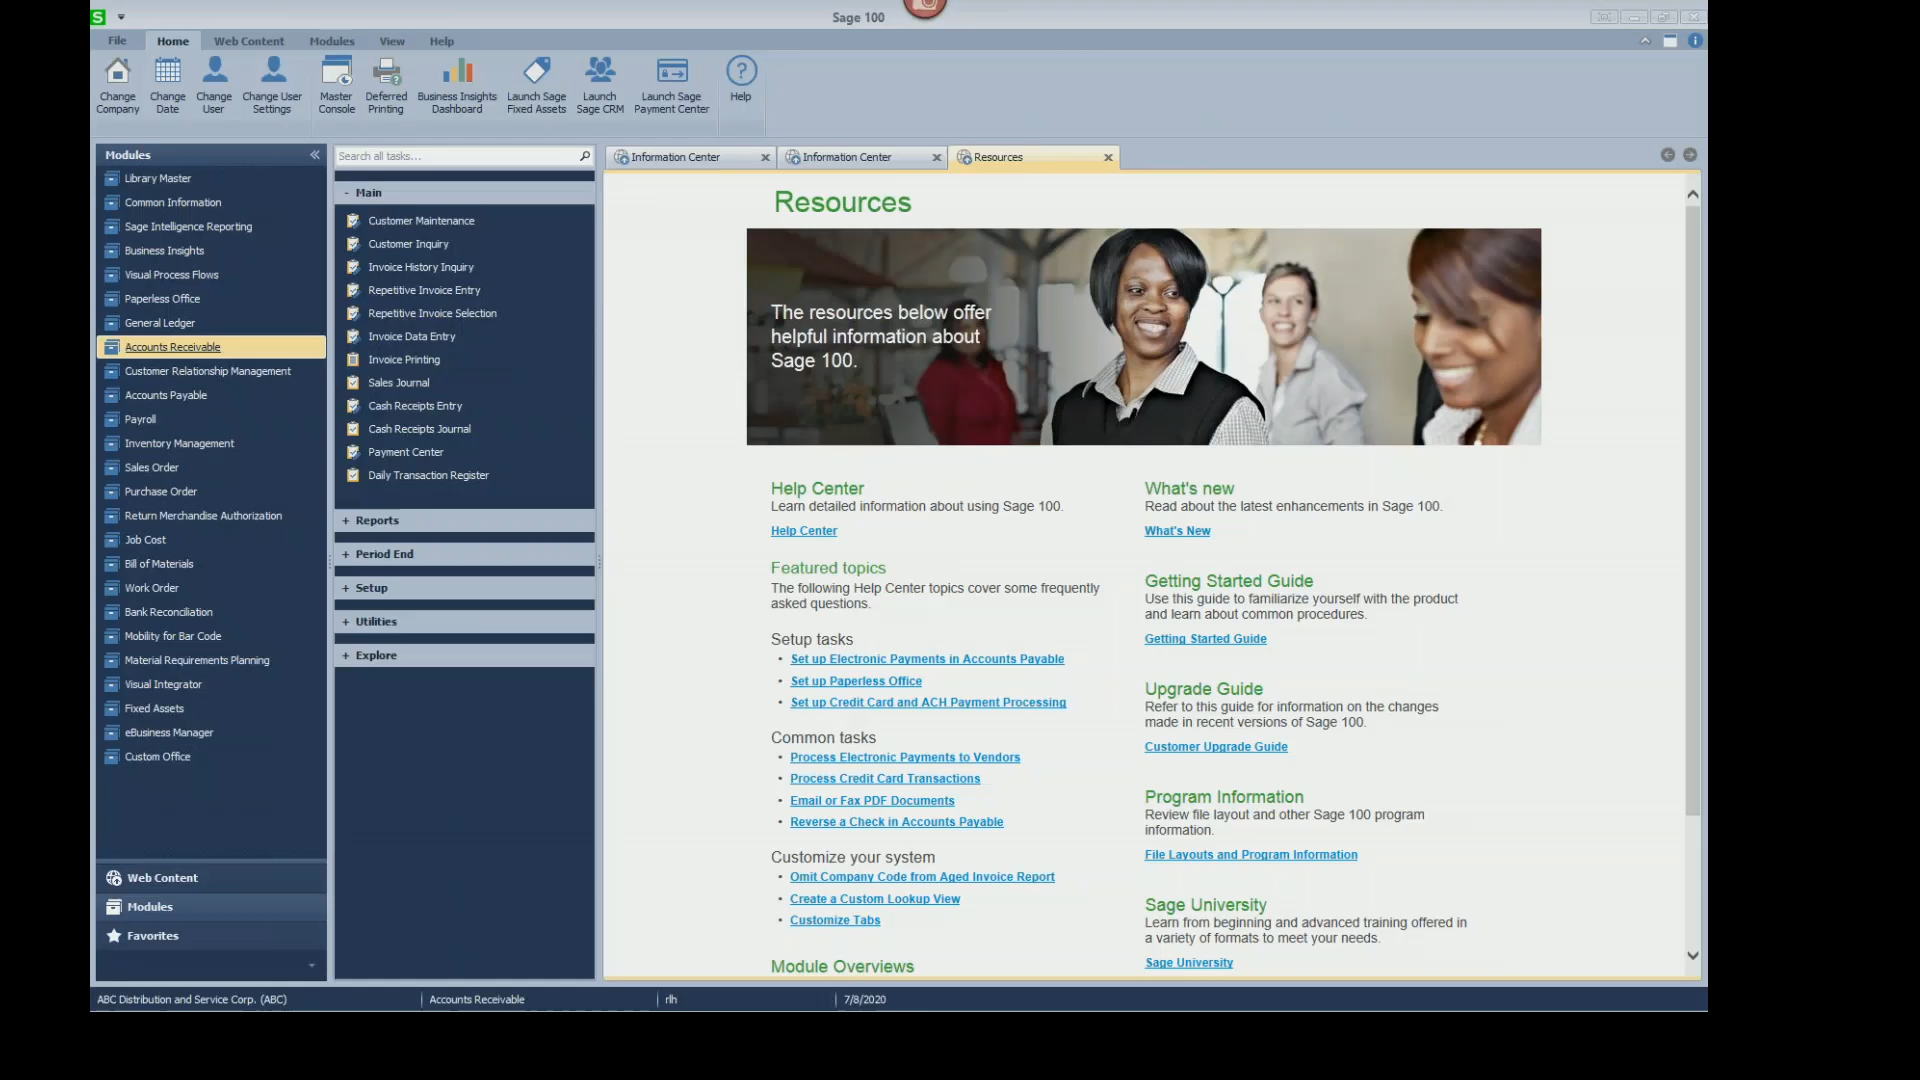 S
Sage 100
File Home Web Content Modules View Help
Change Company
Change Date
Change User
Change User Settings
Master Console
Deferred Printing
Business Insights Dashboard
Launch Sage Fixed Assets
Launch Sage CRM
Launch Sage Payment Center
Help
Modules
Library Master
Common Information
Sage Intelligence Reporting
Business Insights
Visual Process Flows
Paperless Office
General Ledger
Accounts Receivable
Customer Relationship Management
Accounts Payable
Payroll
Inventory Management
Sales Order
Purchase Order
Return Merchandise Authorization
Job Cost
Bill of Materials
Work Order
Bank Reconciliation
Mobility for Bar Code
Material Requirements Planning
Visual Integrator
Fixed Assets
eBusiness Manager
Custom Office
Web Content
Modules
Favorites
Search all tasks...
- Main
Customer Maintenance
Customer Inquiry
Invoice History Inquiry
Repetitive Invoice Entry
Repetitive Invoice Selection
Invoice Data Entry
Invoice Printing
Sales Journal
Cash Receipts Entry
Cash Receipts Journal
Payment Center
Daily Transaction Register
+ Reports
+ Period End
+ Setup
+ Utilities
+ Explore
Information Center
Information Center
Resources
Resources
The resources below offer
helpful information about
Sage 100.
Help Center
Learn detailed information about using Sage 100.
Help Center
Featured topics
The following Help Center topics cover some frequently
asked questions.
Setup tasks
• Set up Electronic Payments in Accounts Payable
• Set up Paperless Office
• Set up Credit Card and ACH Payment Processing
Common tasks
• Process Electronic Payments to Vendors
• Process Credit Card Transactions
• Email or Fax PDF Documents
• Reverse a Check in Accounts Payable
Customize your system
• Omit Company Code from Aged Invoice Report
• Create a Custom Lookup View
• Customize Tabs
Module Overviews
What's new
Read about the latest enhancements in Sage 100.
What's New
Getting Started Guide
Use this guide to familiarize yourself with the product
and learn about common procedures.
Getting Started Guide
Upgrade Guide
Refer to this guide for information on the changes
made in recent versions of Sage 100.
Customer Upgrade Guide
Program Information
Review file layout and other Sage 100 program
information.
File Layouts and Program Information
Sage University
Learn from beginning and advanced training offered in
a variety of formats to meet your needs.
Sage University
ABC Distribution and Service Corp. (ABC)
Accounts Receivable
rlh
7/8/2020